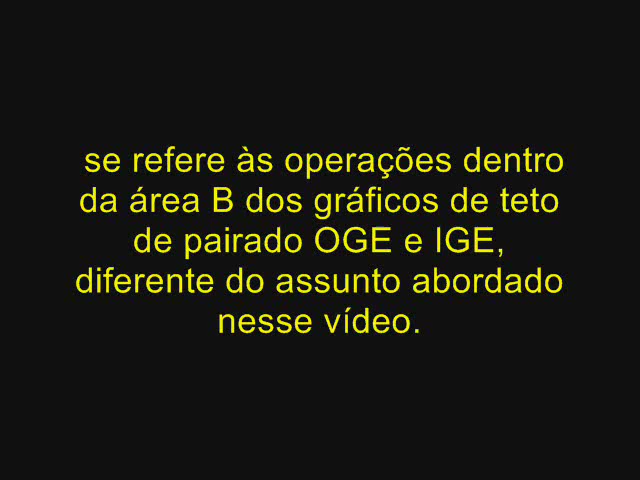 se refere às operações dentro
da área B dos gráficos de teto
de pairado OGE e IGE,
diferente do assunto abordado
nesse vídeo.